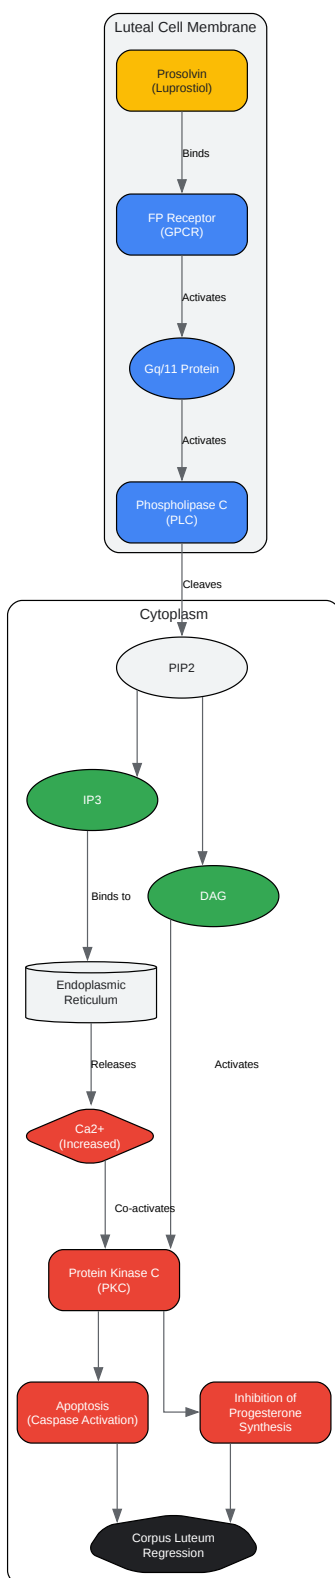 Luteal Cell Membrane
Prosolvin
(Luprostiol)
Binds
FP Receptor
(GPCR)
Activates
Gq/11 Protein
Activates
Phospholipase C
(PLC)
Cleaves
Cytoplasm
PIP2
IP3
DAG
Binds to
Endoplasmic
Reticulum
Releases
Activates
Ca2+
(Increased)
Co-activates
Protein Kinase C
(PKC)
Apoptosis
(Caspase Activation)
Inhibition of
Progesterone
Synthesis
Corpus Luteum
Regression